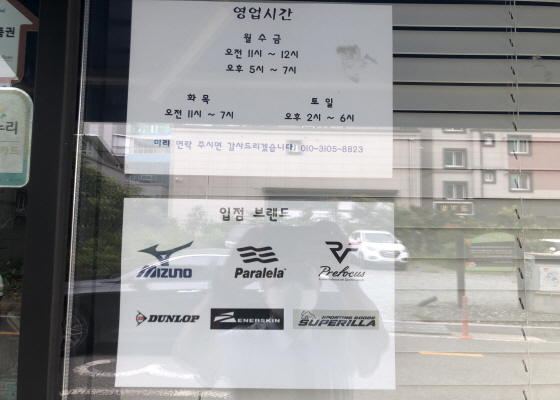 영업시간
월 수 금
오전 11시 ~ 12시
오후 5시 ~ 7시
화 목
오전 11시 ~ 7시
토 일
오후 2시 ~ 6시
미리 연락 주시면 감사드리겠습니다. 010-3105-8823
입점 브랜드
MIZUNO
Paralela
Prefocus
DUNLOP
ENERSKIN
SPORTING GOODS
SUPERILLA